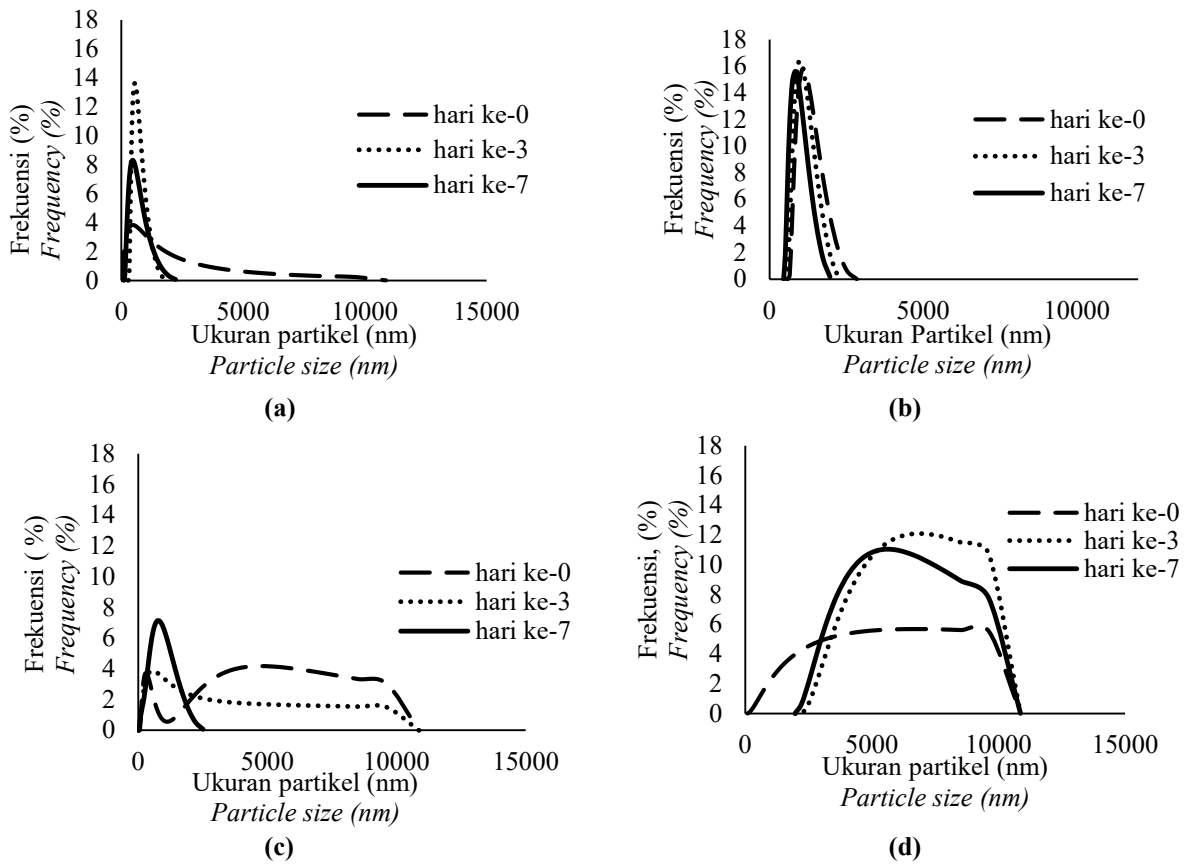 18
16
14
12
10
8
6
4
2
0
Frekuensi (%)
Frequency (%)
hari ke-0
hari ke-3
hari ke-7
0 5000 10000 15000
Ukuran partikel (nm)
Particle size (nm)
(a)
18
16
14
12
10
8
6
4
2
0
Frekuensi (%)
Frequency (%)
hari ke-0
hari ke-3
hari ke-7
0 5000 10000
Ukuran Partikel (nm)
Particle size (nm)
(b)
18
16
14
12
10
8
6
4
2
0
Frekuensi ( %)
Frequency (%)
hari ke-0
hari ke-3
hari ke-7
0 5000 10000 15000
Ukuran partikel (nm)
Particle size (nm)
(c)
18
16
14
12
10
8
6
4
2
0
Frekuensi, (%)
Frequency (%)
hari ke-0
hari ke-3
hari ke-7
0 5000 10000 15000
Ukuran partikel (nm)
Particle size (nm)
(d)